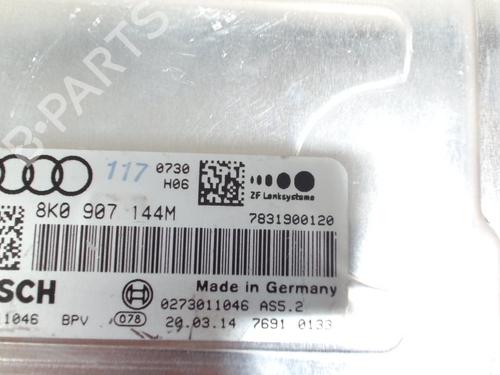 B-PARTS
117 0730
H06
ZF Lenksysteme
8K0 907 144M 7831900120
Made in Germany
SCH 0273011046 AS5.2
11046 BPV 078 20.03.14 7691 0133